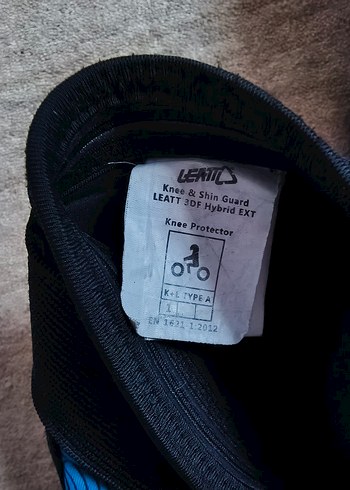 LEATT
Knee & Shin Guard
LEATT 3DF Hybrid EXT
Knee Protector
K+L TYPE A
1
EN 1621 1 2012